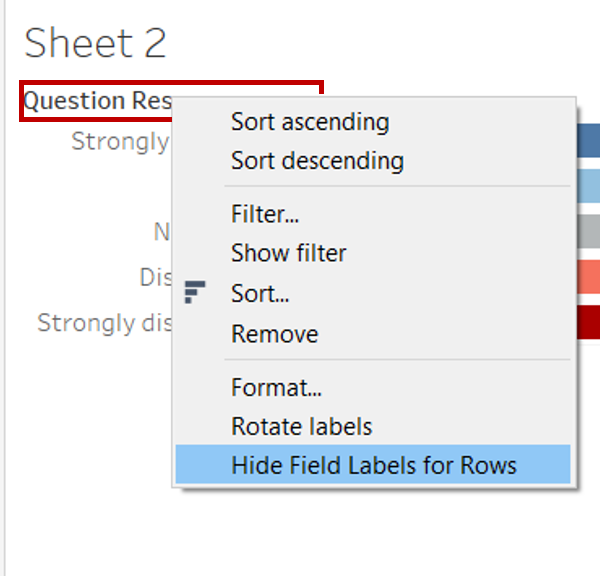 Sheet 2
Question Res
Sort ascending
Strongly
Sort descending
Filter...
N
Show filter
Dis
Sort...
Strongly dis
Remove
Format...
Rotate labels
Hide Field Labels for Rows